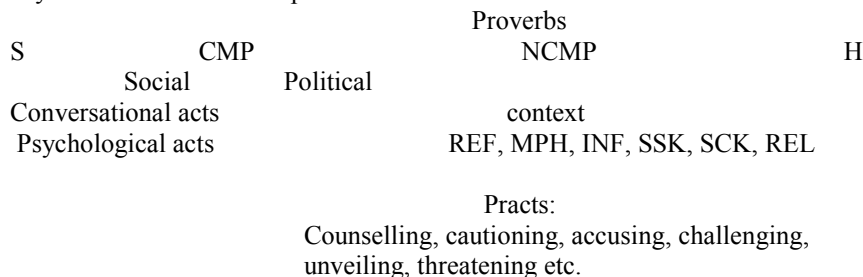 Proverbs
S CMP NCMP H
Social Political
Conversational acts context
Psychological acts REF, MPH, INF, SSK, SCK, REL
Practs:
Counselling, cautioning, accusing, challenging,
unveiling, threatening etc.